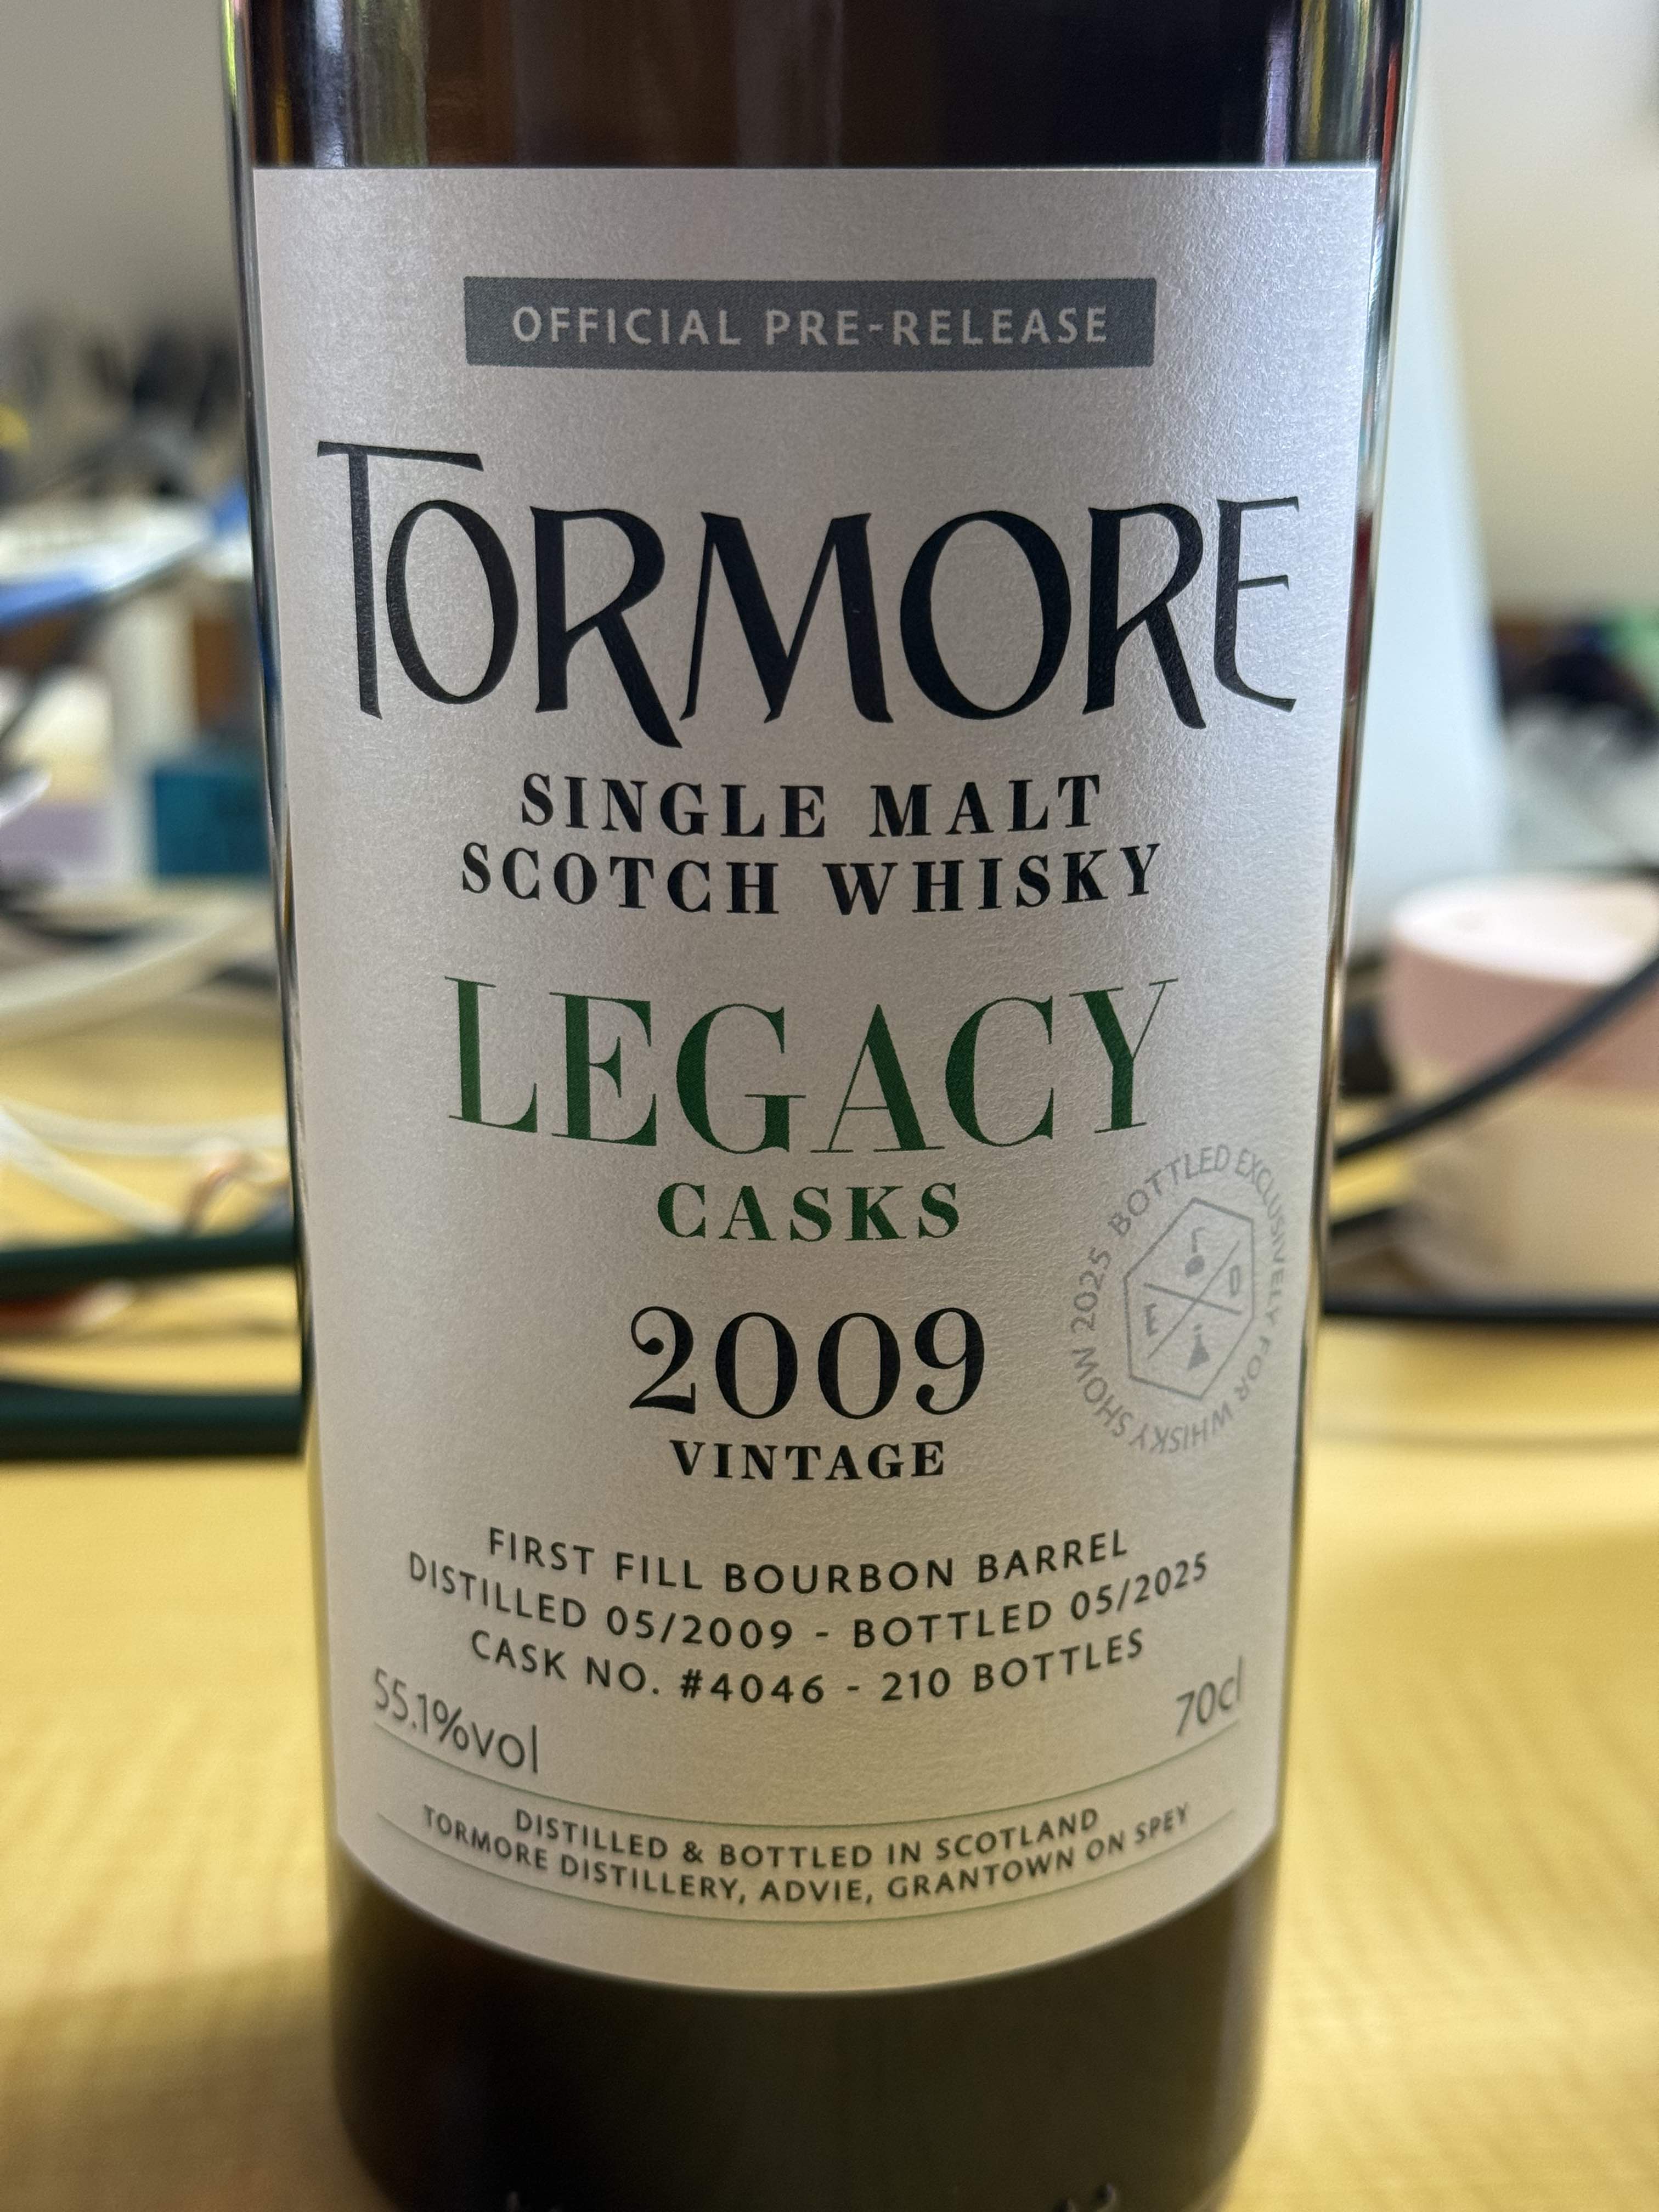 OFFICIAL PRE-RELEASE
TORMORE
SINGLE MALT
SCOTCH WHISKY
LEGACY
CASKS
2009
VINTAGE
BOTTLED EXCLUSIVELY FOR WHISKY SHOW 2025
FIRST FILL BOURBON BARREL
DISTILLED 05/2009 - BOTTLED 05/2025
CASK NO. #4046 - 210 BOTTLES
55.1%vol
70cl
DISTILLED & BOTTLED IN SCOTLAND
TORMORE DISTILLERY, ADVIE, GRANTOWN ON SPEY